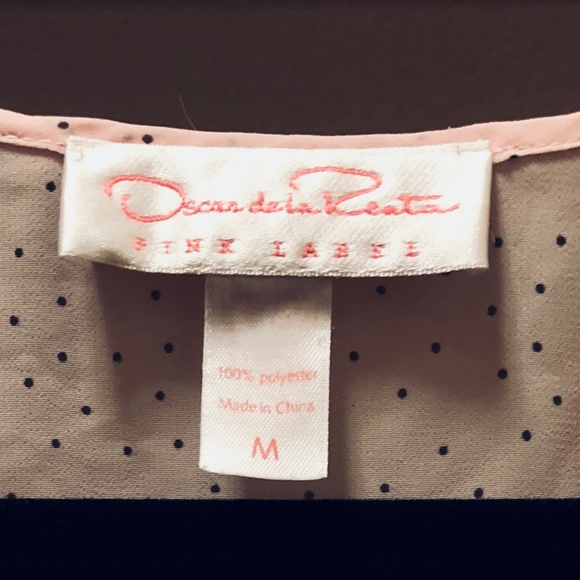 Oscar de la Renta
PINK LABEL
100% polyester
Made in China
M